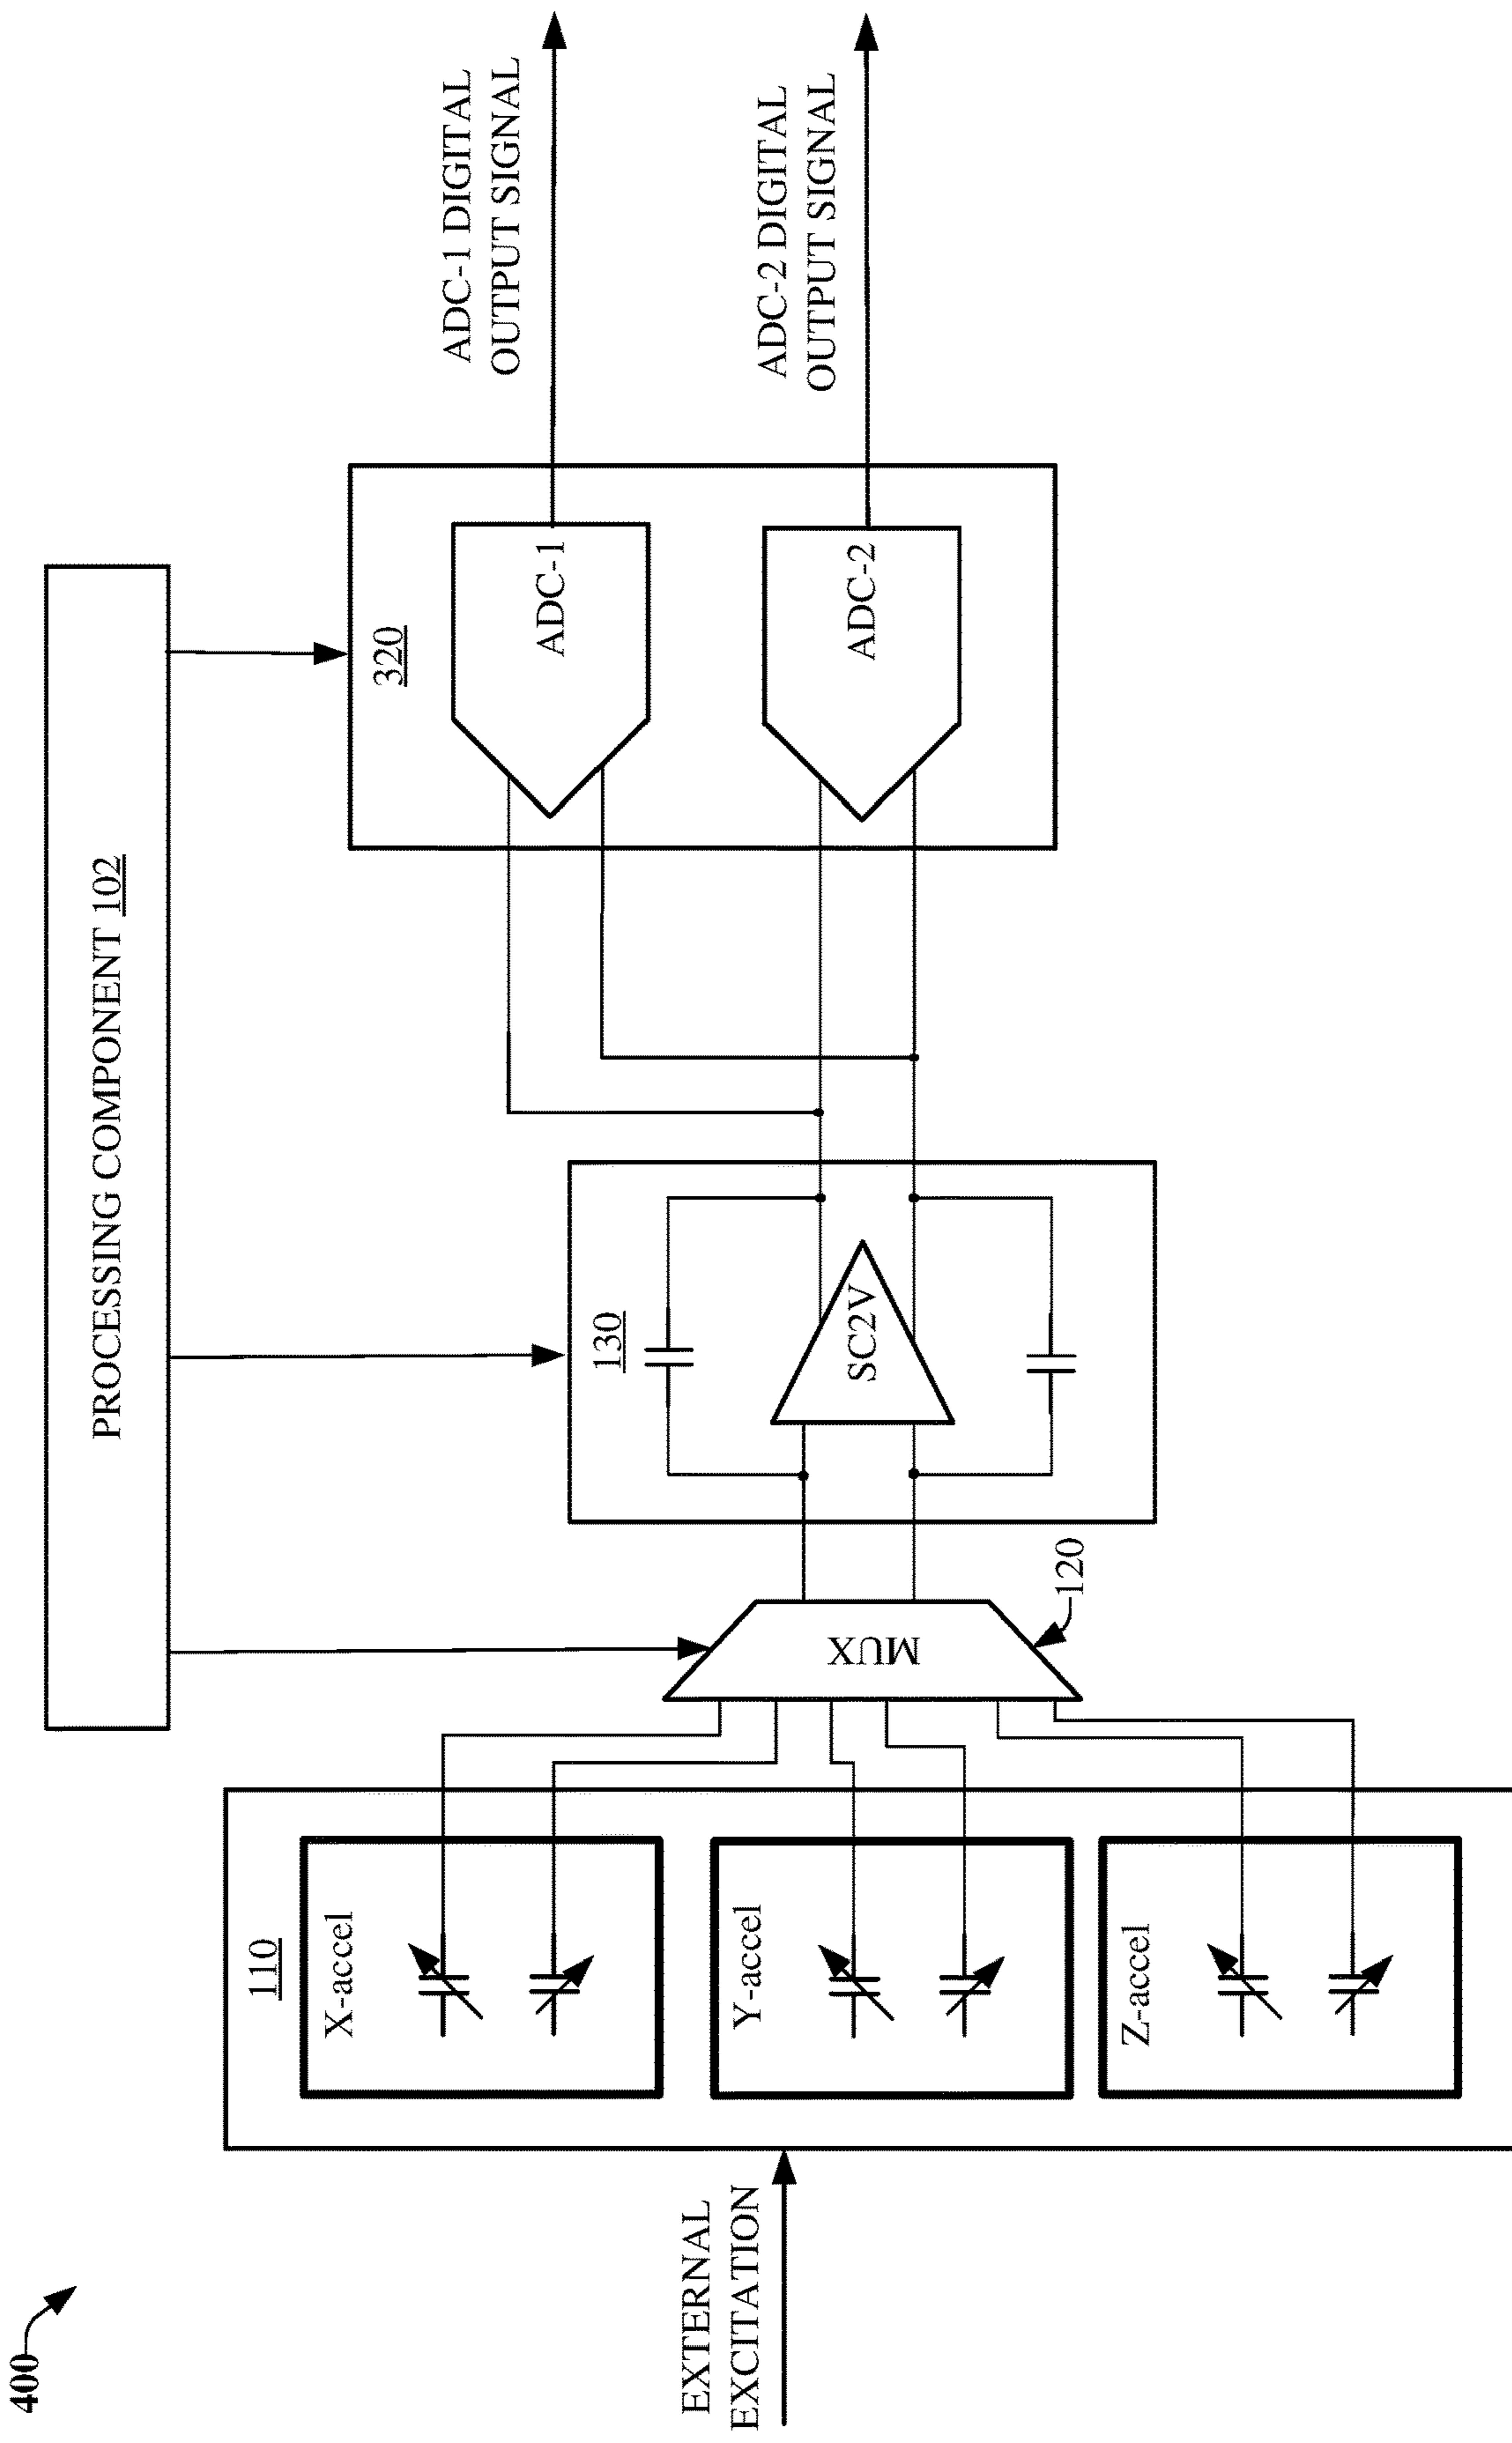 400
PROCESSING COMPONENT 102
EXTERNAL
EXCITATION
110
X-accel
Y-accel
Z-accel
MUX
120
130
SC2V
320
ADC-1
ADC-2
ADC-1 DIGITAL
OUTPUT SIGNAL
ADC-2 DIGITAL
OUTPUT SIGNAL